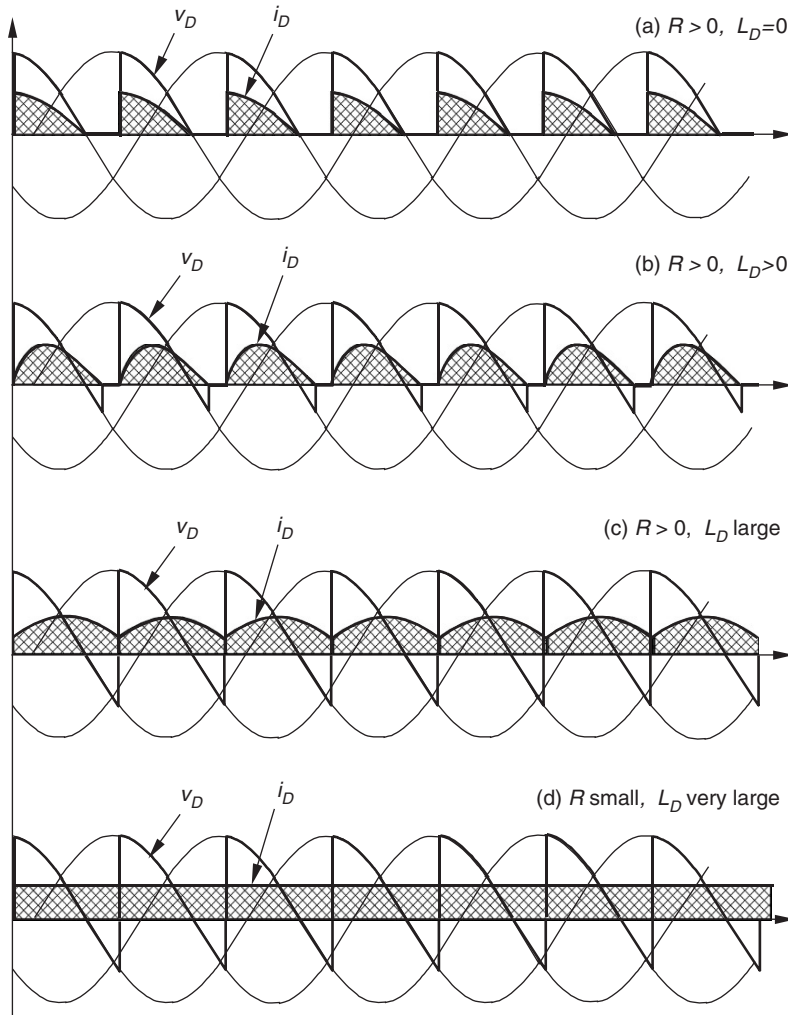 (a) R > 0, L_D=0
v_D
i_D
(b) R > 0, L_D>0
v_D
i_D
(c) R > 0, L_D large
v_D
i_D
(d) R small, L_D very large
v_D
i_D